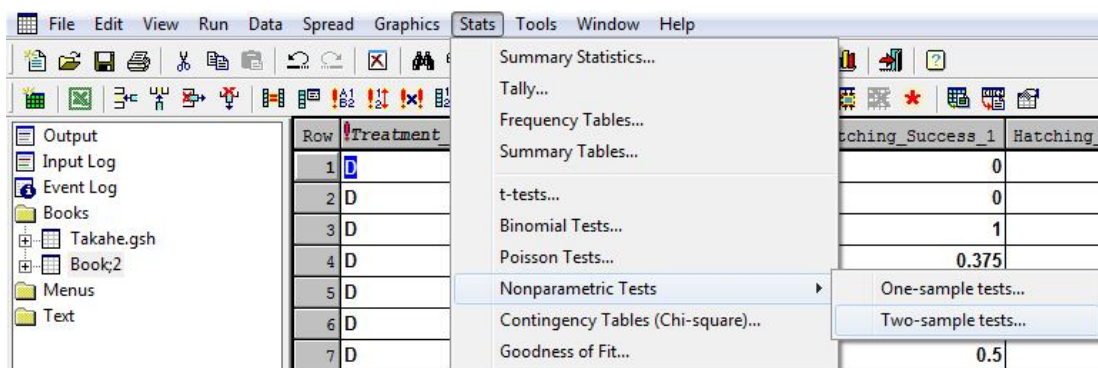 File Edit View Run Data Spread Graphics Stats Tools Window Help
Summary Statistics...
Tally...
Frequency Tables...
Summary Tables...
t-tests...
Binomial Tests...
Poisson Tests...
Nonparametric Tests
Contingency Tables (Chi-square)...
Goodness of Fit...
One-sample tests...
Two-sample tests...
Output
Input Log
Event Log
Books
Takahe.gsh
Book;2
Menus
Text
Row !Treatment_ tching_Success_1 Hatching_
1 D 0
2 D 0
3 D 1
4 D 0.375
5 D
6 D
7 D 0.5